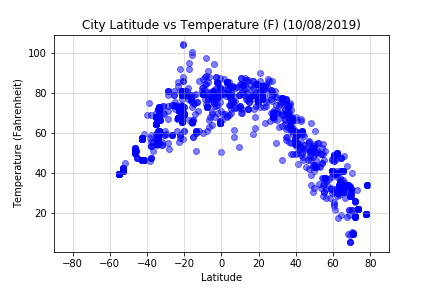 City Latitude vs Temperature (F) (10/08/2019)
Temperature (Fahrenheit)
100
80
60
40
20
−80 −60 −40 −20 0 20 40 60 80
Latitude